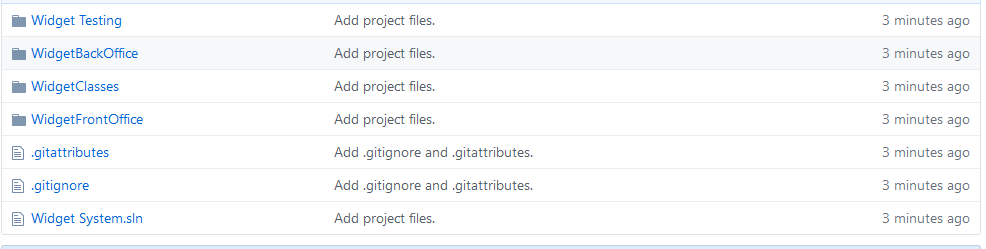 Widget Testing Add project files. 3 minutes ago
WidgetBackOffice Add project files. 3 minutes ago
WidgetClasses Add project files. 3 minutes ago
WidgetFrontOffice Add project files. 3 minutes ago
.gitattributes Add .gitignore and .gitattributes. 3 minutes ago
.gitignore Add .gitignore and .gitattributes. 3 minutes ago
Widget System.sln Add project files. 3 minutes ago